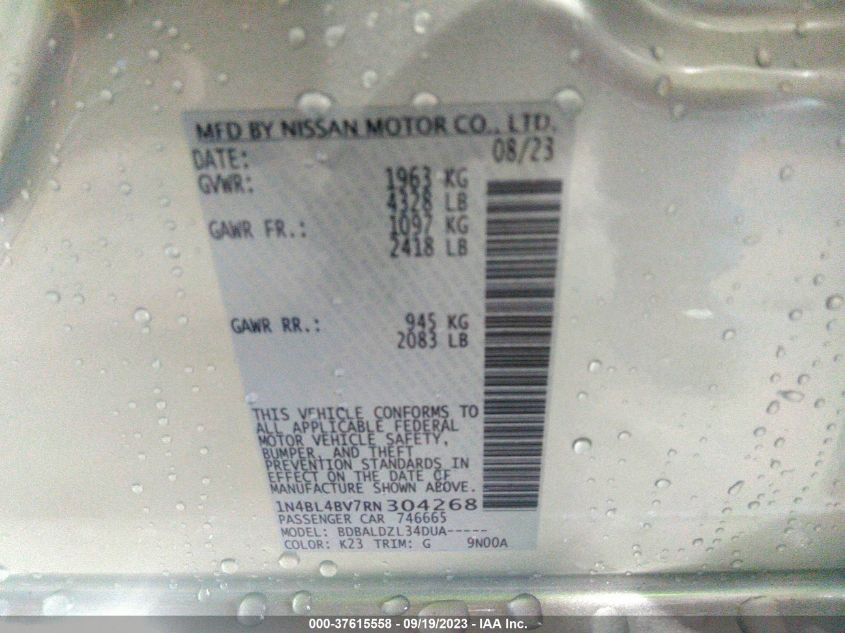 MFD BY NISSAN MOTOR CO., LTD.
DATE: 08/23
GVWR: 1963 KG
4328 LB
GAWR FR.: 1097 KG
2418 LB
GAWR RR.: 945 KG
2083 LB
THIS VEHICLE CONFORMS TO
ALL APPLICABLE FEDERAL
MOTOR VEHICLE SAFETY,
BUMPER, AND THEFT
PREVENTION STANDARDS IN
EFFECT ON THE DATE OF
MANUFACTURE SHOWN ABOVE.
1N4BL4BV7RN304268
PASSENGER CAR 746665
MODEL: BDBALDZL34DUA-----
COLOR: K23 TRIM: G 9N00A
000-37615558 - 09/19/2023 - IAA Inc.